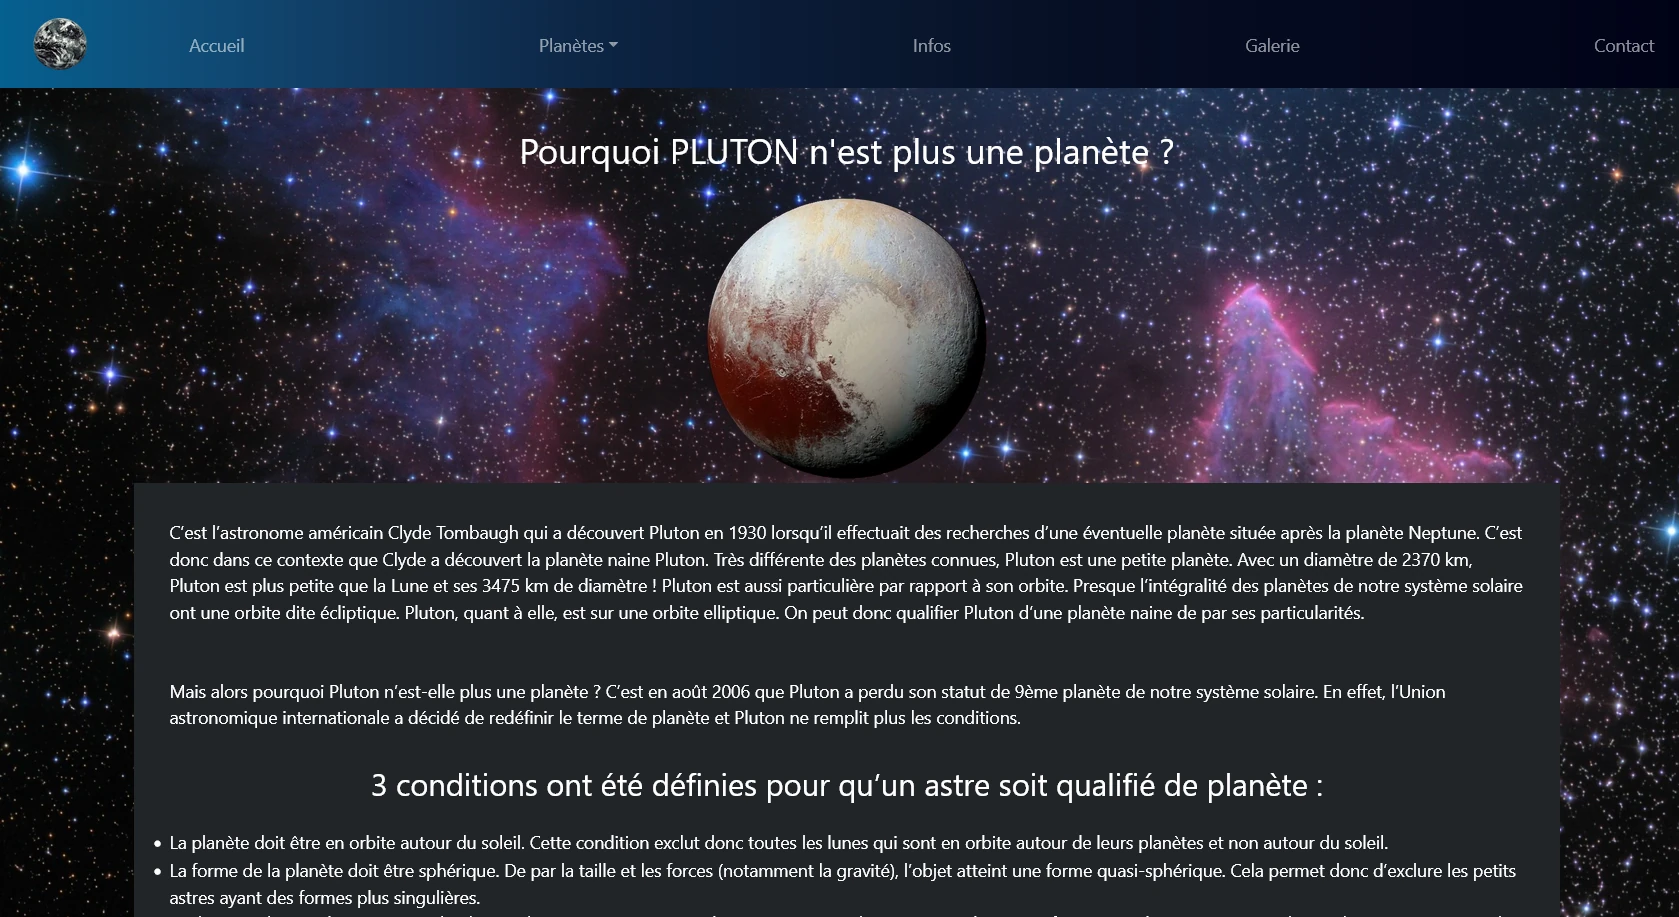 Accueil
Planètes
Infos
Galerie
Contact
Pourquoi PLUTON n'est plus une planète ?
C’est l’astronome américain Clyde Tombaugh qui a découvert Pluton en 1930 lorsqu’il effectuait des recherches d’une éventuelle planète située après la planète Neptune. C’est
donc dans ce contexte que Clyde a découvert la planète naine Pluton. Très différente des planètes connues, Pluton est une petite planète. Avec un diamètre de 2370 km,
Pluton est plus petite que la Lune et ses 3475 km de diamètre ! Pluton est aussi particulière par rapport à son orbite. Presque l’intégralité des planètes de notre système solaire
ont une orbite dite écliptique. Pluton, quant à elle, est sur une orbite elliptique. On peut donc qualifier Pluton d’une planète naine de par ses particularités.
Mais alors pourquoi Pluton n’est-elle plus une planète ? C’est en août 2006 que Pluton a perdu son statut de 9ème planète de notre système solaire. En effet, l’Union
astronomique internationale a décidé de redéfinir le terme de planète et Pluton ne remplit plus les conditions.
3 conditions ont été définies pour qu’un astre soit qualifié de planète :
• La planète doit être en orbite autour du soleil. Cette condition exclut donc toutes les lunes qui sont en orbite autour de leurs planètes et non autour du soleil.
• La forme de la planète doit être sphérique. De par la taille et les forces (notamment la gravité), l’objet atteint une forme quasi-sphérique. Cela permet donc d’exclure les petits
astres ayant des formes plus singulières.